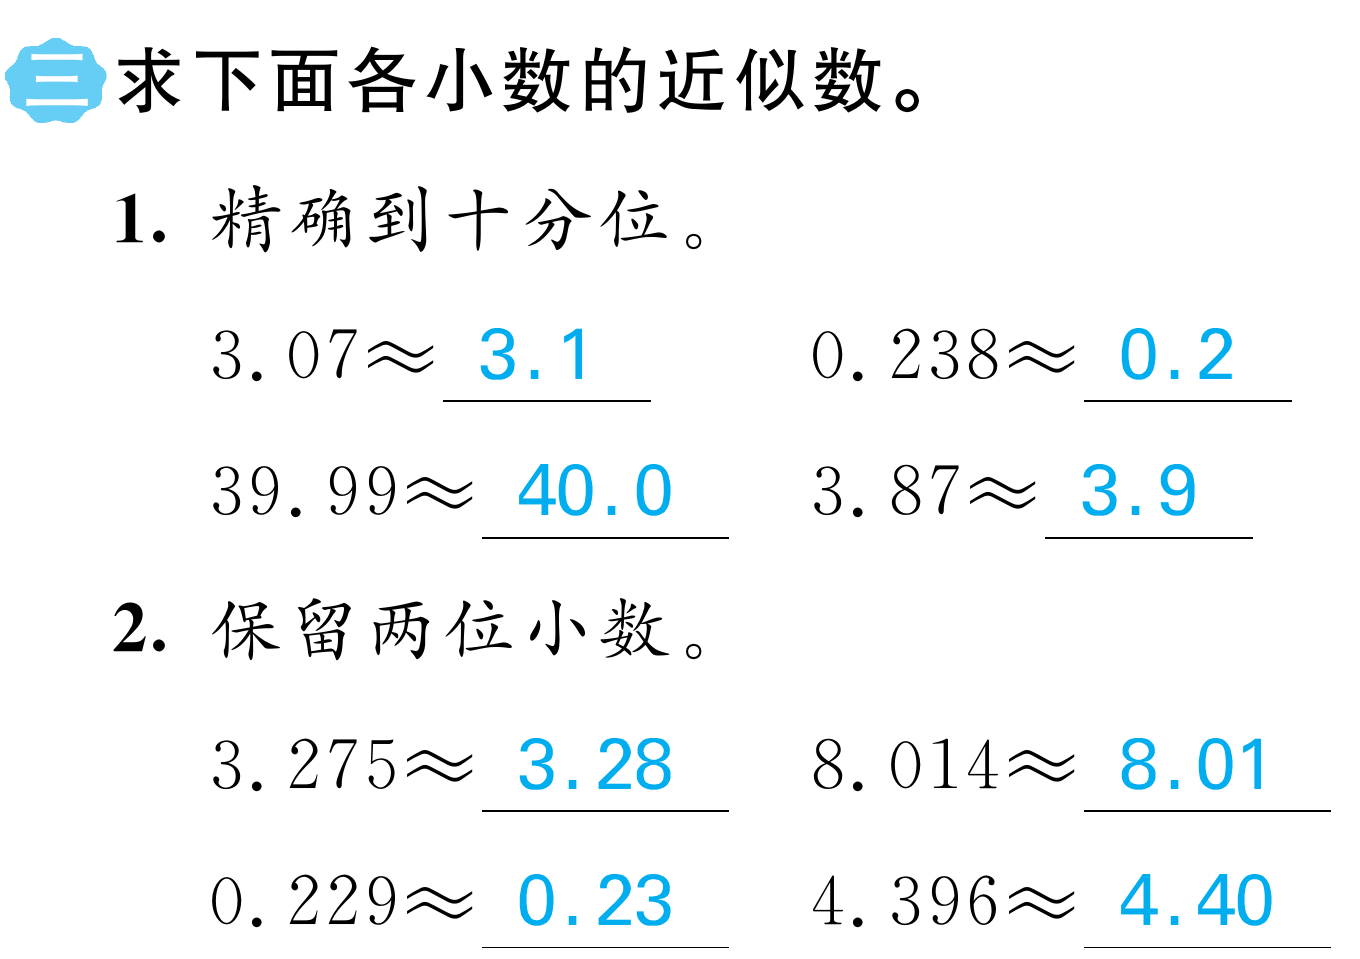 三 求下面各小数的近似数。
1. 精确到十分位。
3.07≈ 3.1 0.238≈ 0.2
39.99≈ 40.0 3.87≈ 3.9
2. 保留两位小数。
3.275≈ 3.28 8.014≈ 8.01
0.229≈ 0.23 4.396≈ 4.40